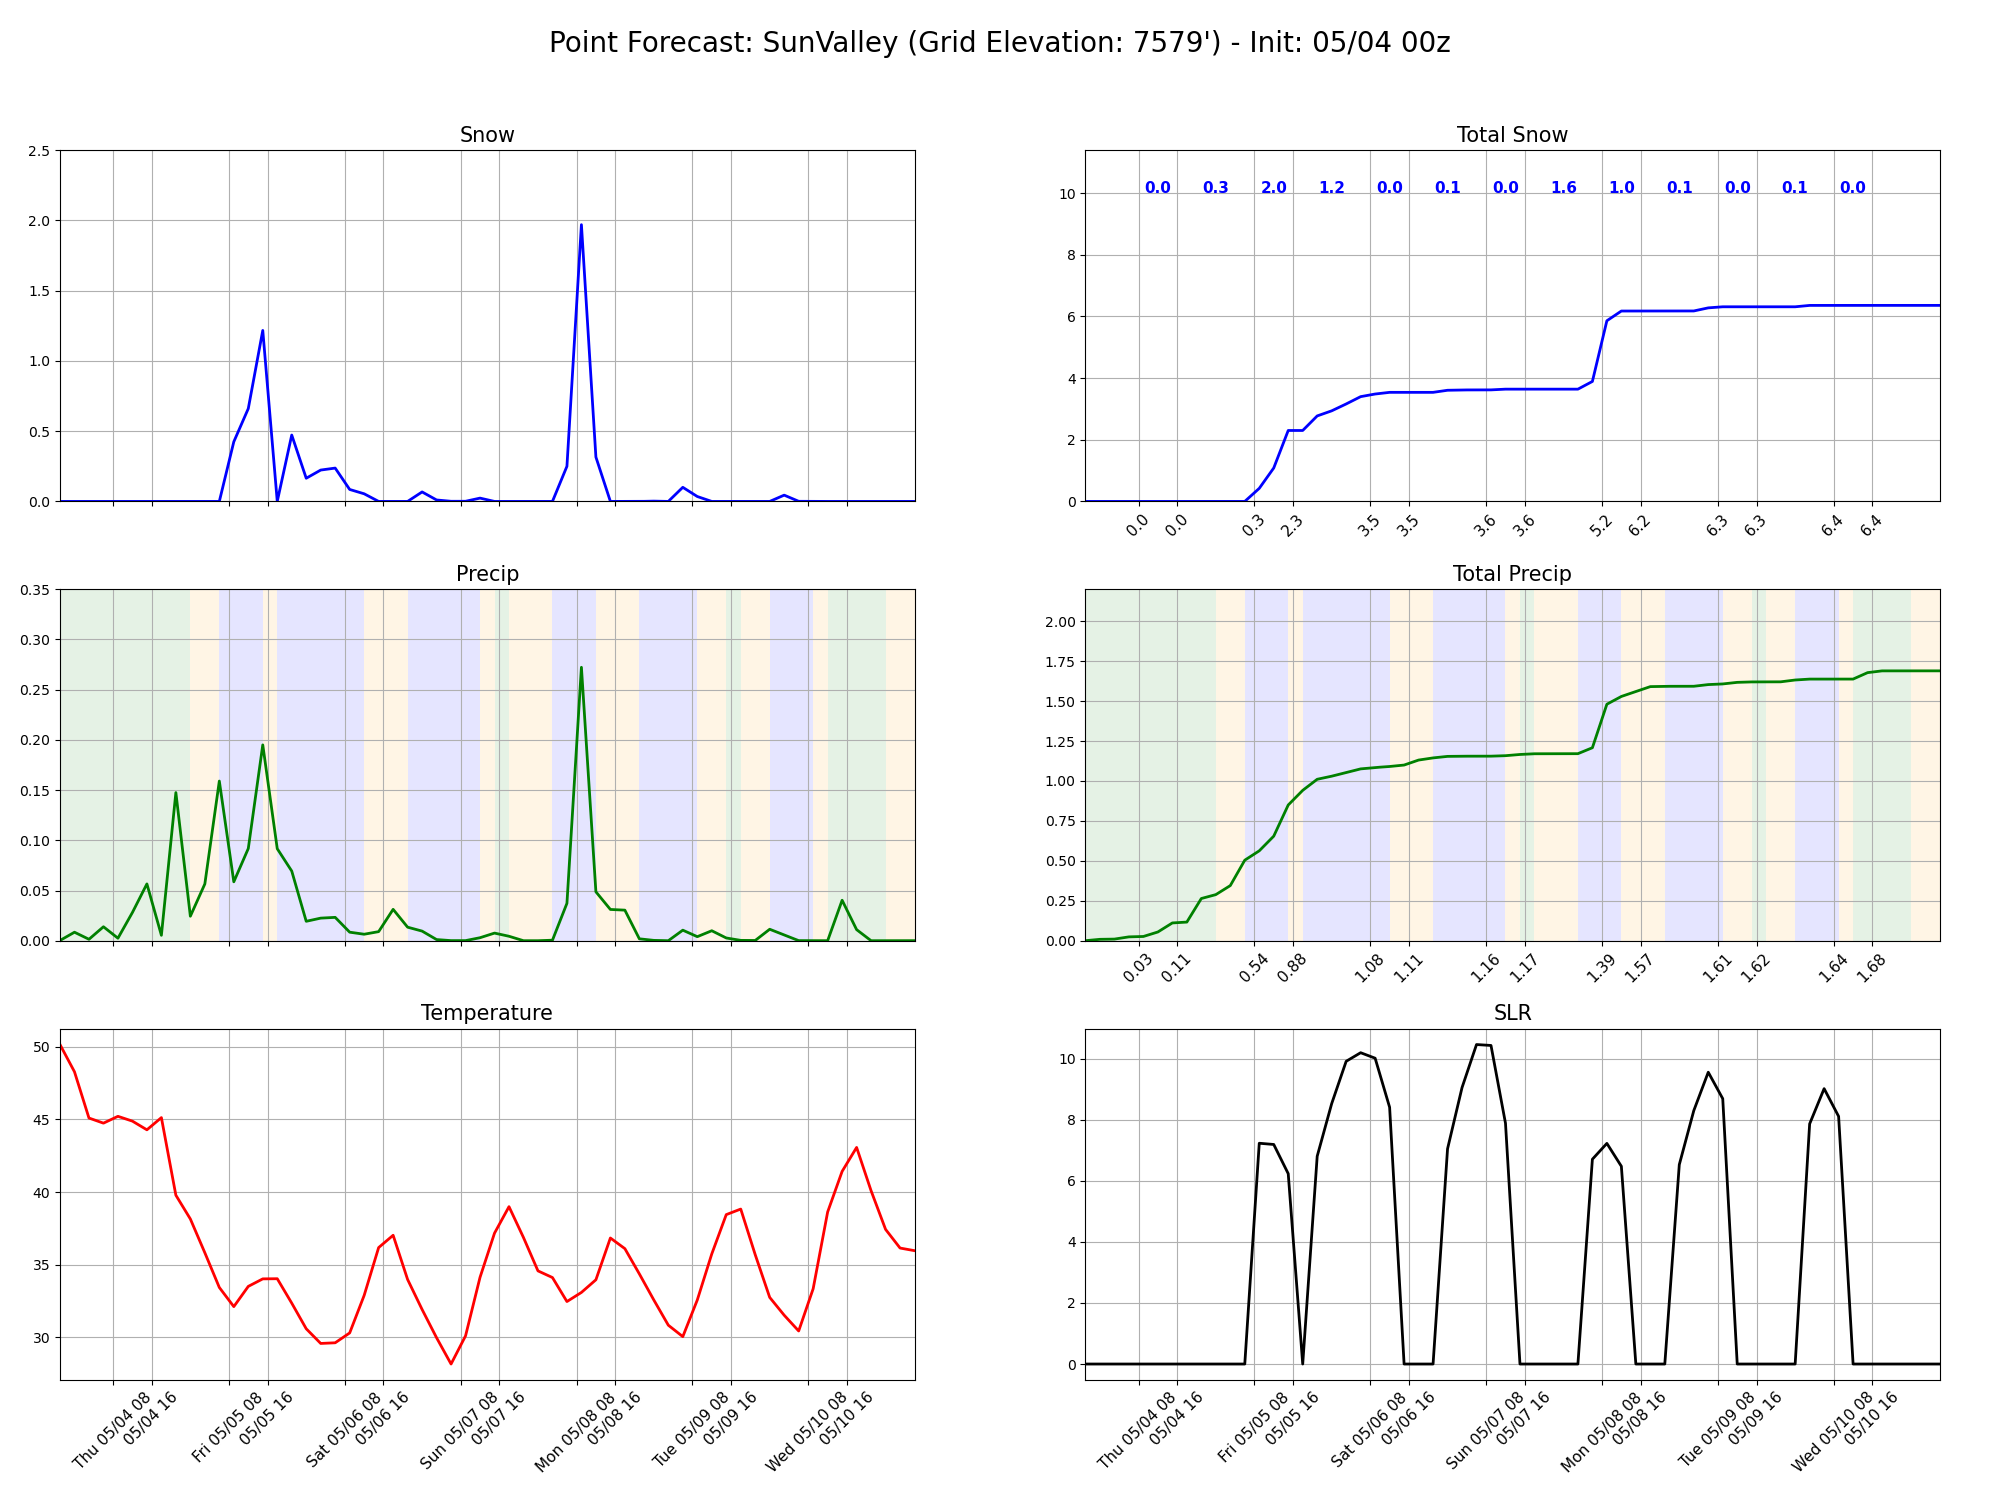 Point Forecast: SunValley (Grid Elevation: 7579') - Init: 05/04 00z
Snow
2.5
2.0
1.5
1.0
0.5
0.0
Total Snow
0.0 0.3 2.0 1.2 0.0 0.1 0.0 1.6 1.0 0.1 0.0 0.1 0.0
10
8
6
4
2
0
0.0 0.0 0.3 2.3 3.5 3.5 3.6 3.6 5.2 6.2 6.3 6.3 6.4 6.4
Precip
0.35
0.30
0.25
0.20
0.15
0.10
0.05
0.00
Total Precip
2.00
1.75
1.50
1.25
1.00
0.75
0.50
0.25
0.00
0.03 0.11 0.54 0.88 1.08 1.11 1.16 1.17 1.39 1.57 1.61 1.62 1.64 1.68
Temperature
50
45
40
35
30
Thu 05/04 08
05/04 16
Fri 05/05 08
05/05 16
Sat 05/06 08
05/06 16
Sun 05/07 08
05/07 16
Mon 05/08 08
05/08 16
Tue 05/09 08
05/09 16
Wed 05/10 08
05/10 16
SLR
10
8
6
4
2
0
Thu 05/04 08
05/04 16
Fri 05/05 08
05/05 16
Sat 05/06 08
05/06 16
Sun 05/07 08
05/07 16
Mon 05/08 08
05/08 16
Tue 05/09 08
05/09 16
Wed 05/10 08
05/10 16